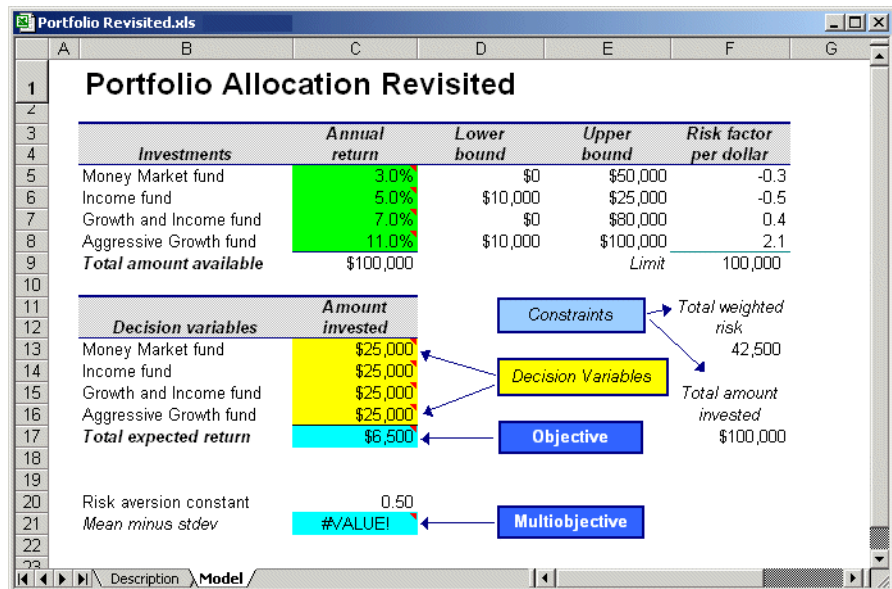 Portfolio Revisited.xls
A B C D E F G
1 Portfolio Allocation Revisited
2
3 Annual Lower Upper Risk factor
4 Investments return bound bound per dollar
5 Money Market fund 3.0% $0 $50,000 -0.3
6 Income fund 5.0% $10,000 $25,000 -0.5
7 Growth and Income fund 7.0% $0 $80,000 0.4
8 Aggressive Growth fund 11.0% $10,000 $100,000 2.1
9 Total amount available $100,000 Limit 100,000
10
11 Amount Constraints Total weighted
12 Decision variables invested risk
13 Money Market fund $25,000 42,500
14 Income fund $25,000 Decision Variables
15 Growth and Income fund $25,000 Total amount
16 Aggressive Growth fund $25,000 invested
17 Total expected return $6,500 Objective $100,000
18
19
20 Risk aversion constant 0.50
21 Mean minus stdev #VALUE! Multiobjective
22
23
Description Model